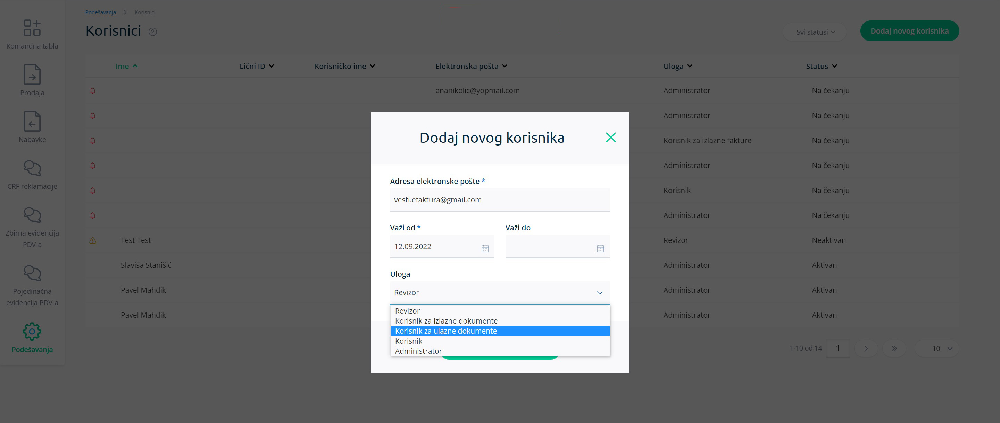 Podešavanja > Korisnici
Korisnici ?
Svi statusi
Dodaj novog korisnika
Komandna tabla
Prodaja
Nabavke
CRF reklamacije
Zbirna evidencija
PDV-a
Pojedinačna
evidencija PDV-a
Podešavanja
Ime Lični ID Korisničko ime Elektronska pošta Uloga Status
ananikolic@yopmail.com Administrator Na čekanju
Administrator Na čekanju
Korisnik za izlazne fakture Na čekanju
Administrator Na čekanju
Korisnik Na čekanju
Administrator Na čekanju
Test Test Revizor Neaktivan
Slaviša Stanišić Administrator Aktivan
Pavel Mahđik Administrator Aktivan
Pavel Mahđik Administrator Aktivan
1-10 od 14 1 10
Dodaj novog korisnika
Adresa elektronske pošte *
vesti.efaktura@gmail.com
Važi od * Važi do
12.09.2022
Uloga
Revizor
Revizor
Korisnik za izlazne dokumente
Korisnik za ulazne dokumente
Korisnik
Administrator